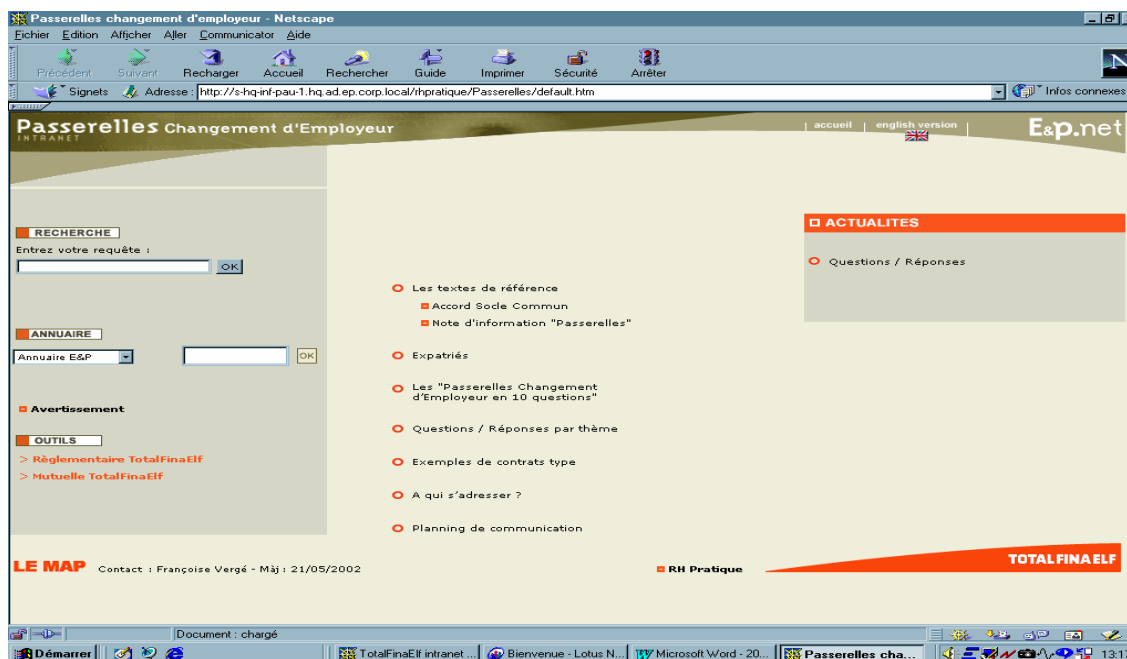 Passerelles changement d'employeur - Netscape
Fichier Edition Afficher Aller Communicator Aide
Précédent Suivant Recharger Accueil Rechercher Guide Imprimer Sécurité Arrêter
N
Signets Adresse : http://s-hq-inf-pau-1.hq.ad.ep.corp.local/rhpratique/Passerelles/default.htm Infos connexes
Passerelles Changement d'Employeur
INTRANET
accueil | english version |
E&P.net
RECHERCHE
Entrez votre requête :
OK
ANNUAIRE
Annuaire E&P
OK
Avertissement
OUTILS
> Règlementaire TotalFinaElf
> Mutuelle TotalFinaElf
Les textes de référence
Accord Socle Commun
Note d'information "Passerelles"
Expatriés
Les "Passerelles Changement
d'Employeur en 10 questions"
Questions / Réponses par thème
Exemples de contrats type
A qui s'adresser ?
Planning de communication
ACTUALITES
Questions / Réponses
LE MAP Contact : Françoise Vergé - Màj : 21/05/2002
RH Pratique
TOTAL FINA ELF
Document : chargé
Démarrer TotalFinaElf intranet ... Bienvenue - Lotus N... Microsoft Word - 20... Passerelles cha...